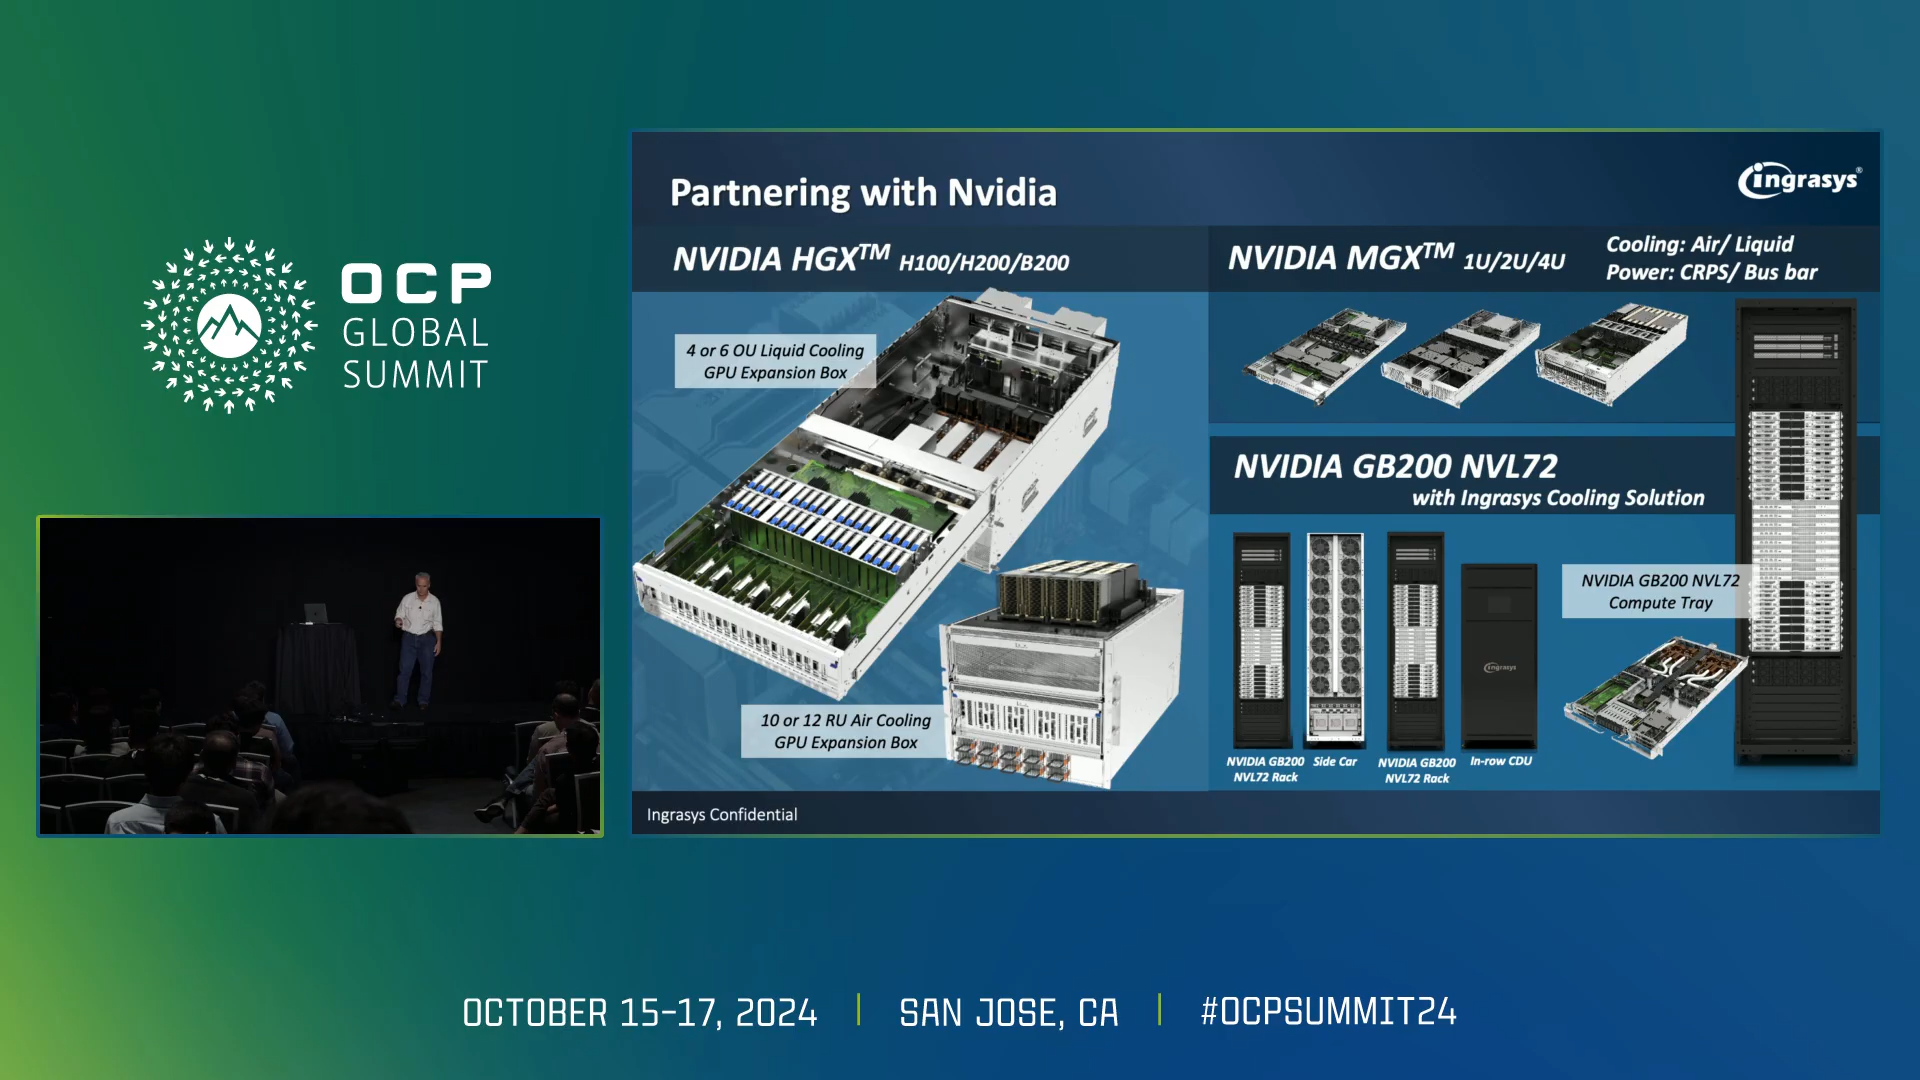 OCP
GLOBAL
SUMMIT
Partnering with Nvidia
ingrasys®
NVIDIA HGX™ H100/H200/B200
4 or 6 OU Liquid Cooling
GPU Expansion Box
10 or 12 RU Air Cooling
GPU Expansion Box
NVIDIA MGX™ 1U/2U/4U
Cooling: Air/ Liquid
Power: CRPS/ Bus bar
NVIDIA GB200 NVL72
with Ingrasys Cooling Solution
ingrasys
NVIDIA GB200
NVL72 Rack
Side Car
NVIDIA GB200
NVL72 Rack
In-row CDU
NVIDIA GB200 NVL72
Compute Tray
Ingrasys Confidential
OCTOBER 15-17, 2024
SAN JOSE, CA
#OCPSUMMIT24